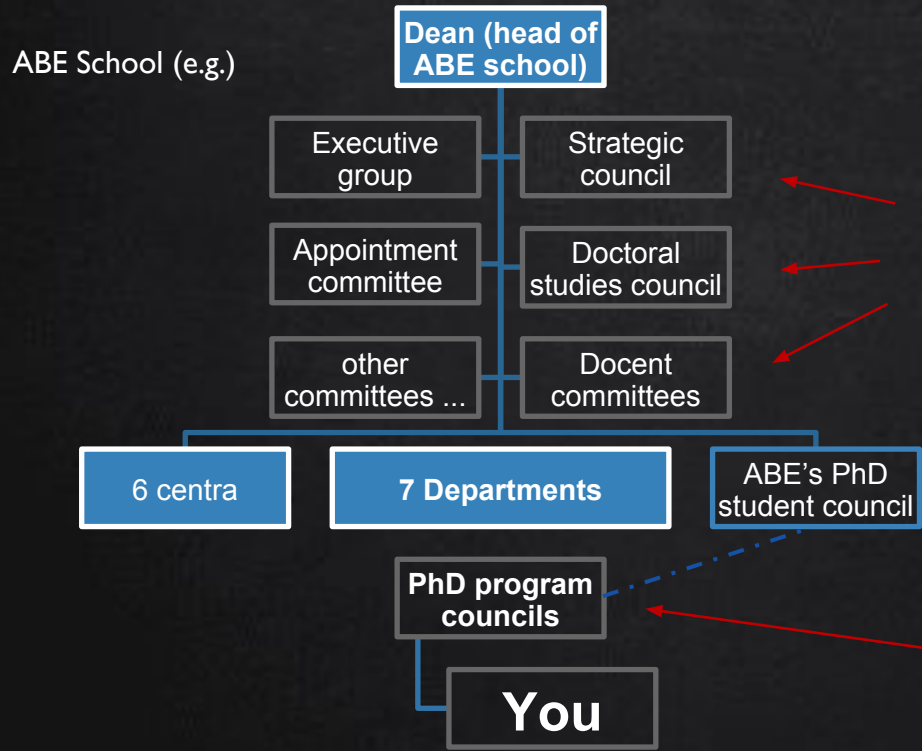 ABE School (e.g.)
Dean (head of
ABE school)
Executive
group
Strategic
council
Appointment
committee
Doctoral
studies council
other
committees ...
Docent
committees
6 centra
7 Departments
ABE’s PhD
student council
PhD program
councils
You